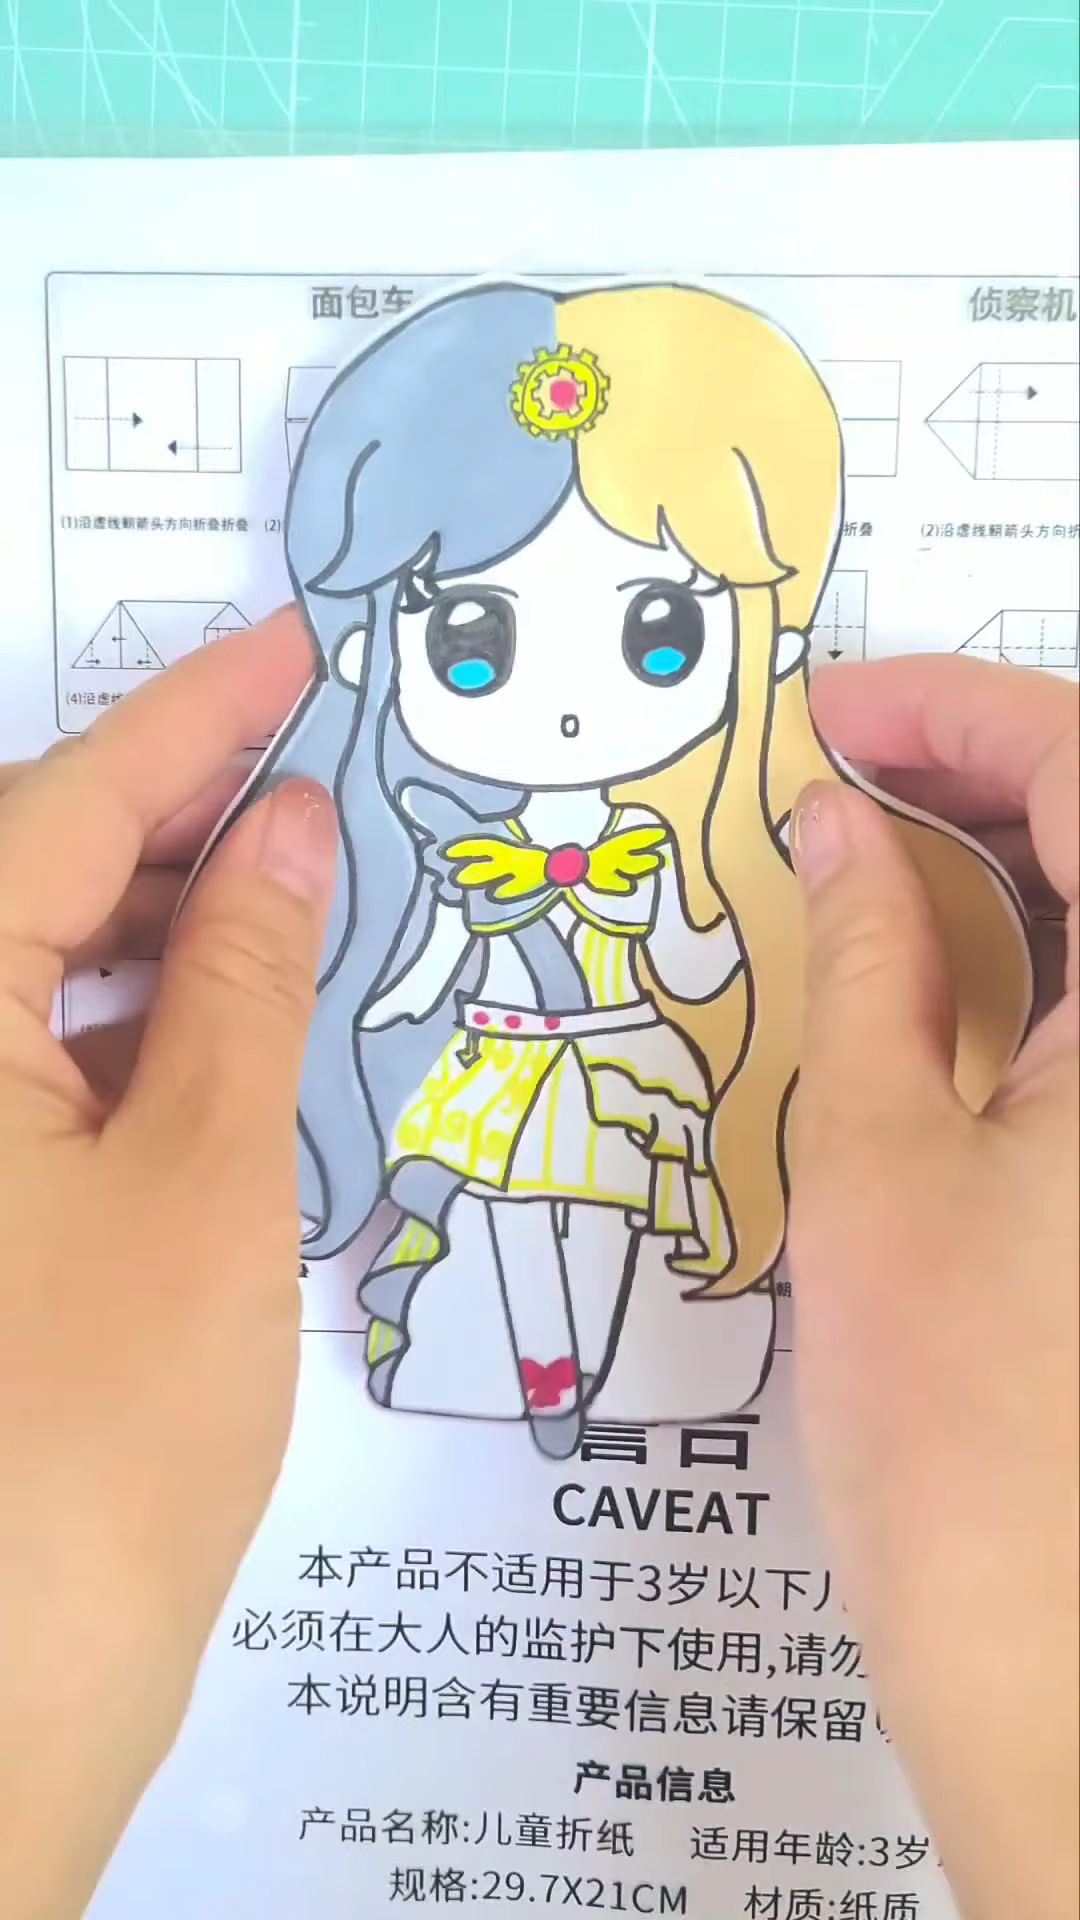 面包车
侦察机
(1)沿虚线朝箭头方向折叠折叠
(2)
折叠
(2)沿虚线朝箭头方向折
(4)沿虚线
朝
CAVEAT
本产品不适用于3岁以下儿
必须在大人的监护下使用,请勿
本说明含有重要信息请保留
产品信息
产品名称:儿童折纸 适用年龄:3岁
规格:29.7X21CM 材质:纸质